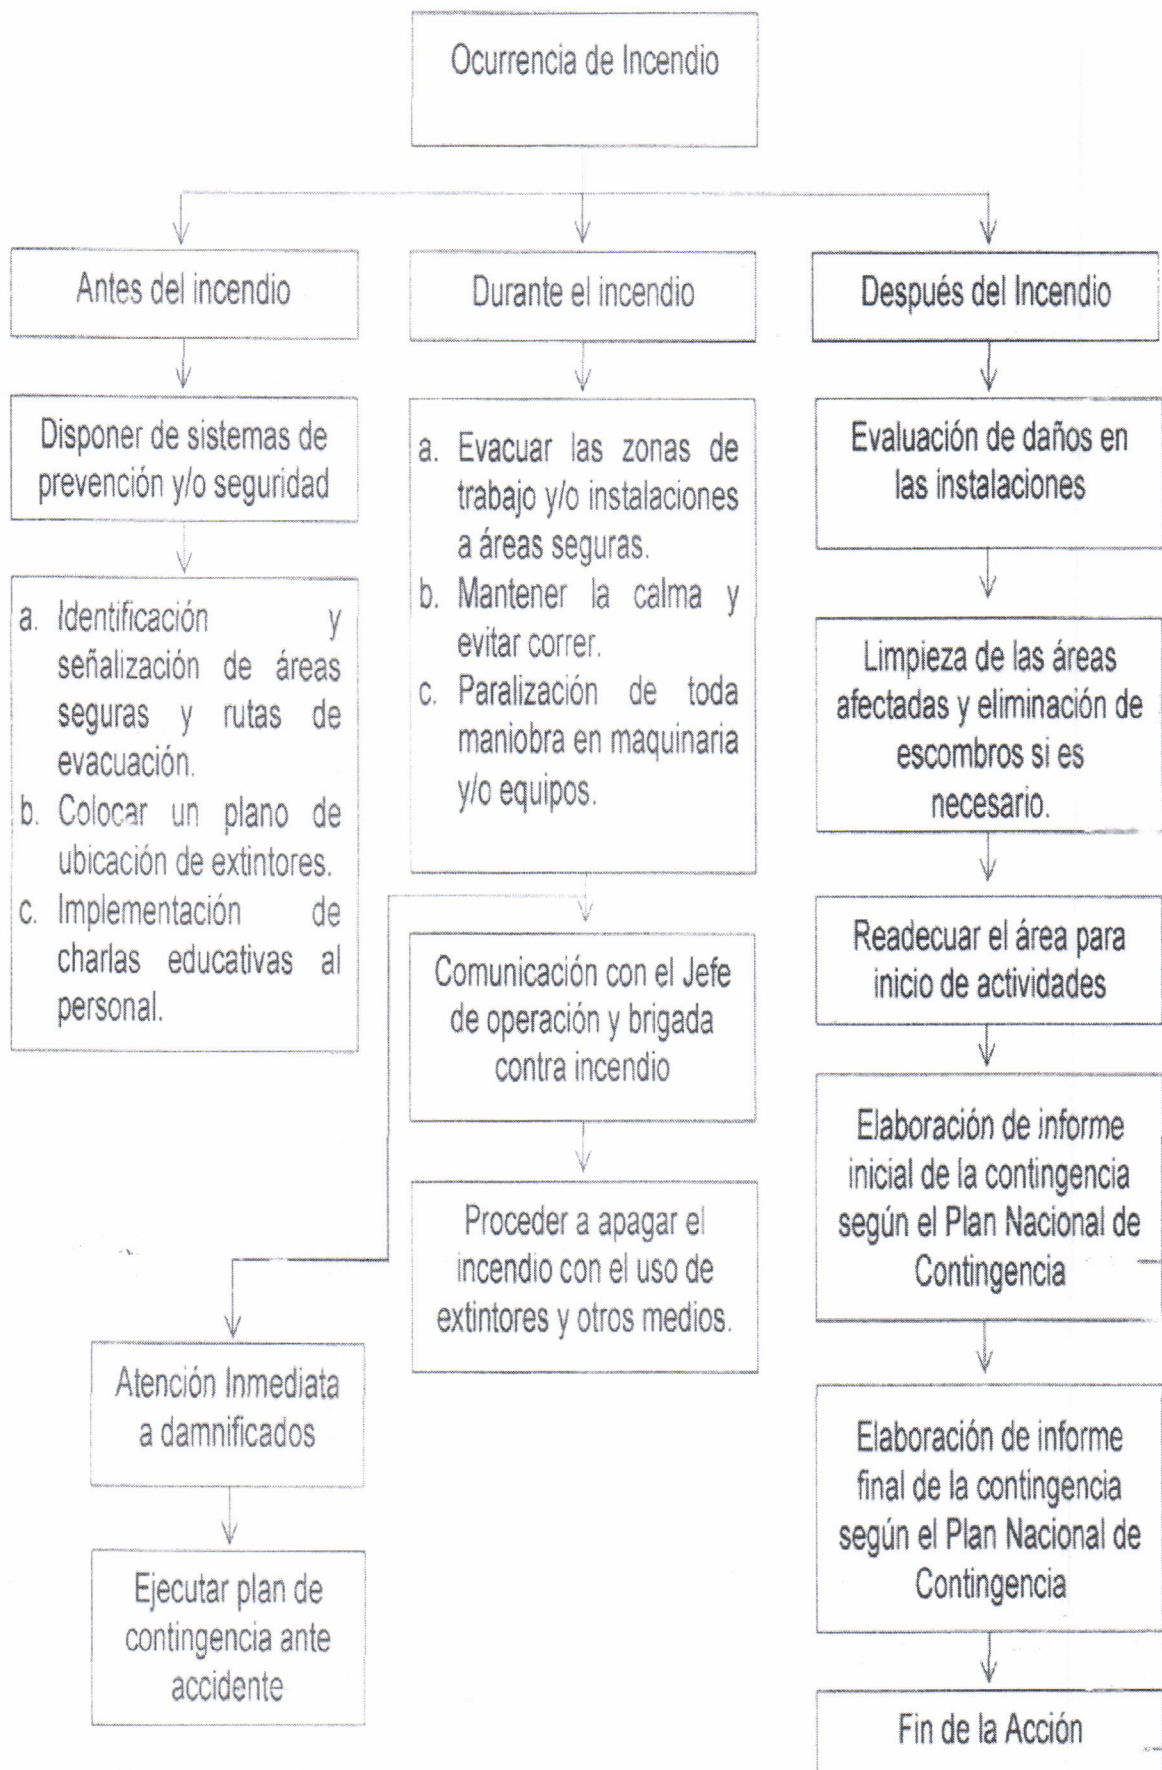 Ocurrencia de Incendio
Antes del incendio
Disponer de sistemas de
prevención y/o seguridad
a. Identificación y
señalización de áreas
seguras y rutas de
evacuación.
b. Colocar un plano de
ubicación de extintores.
c. Implementación de
charlas educativas al
personal.
Durante el incendio
a. Evacuar las zonas de
trabajo y/o instalaciones
a áreas seguras.
b. Mantener la calma y
evitar correr.
c. Paralización de toda
maniobra en maquinaria
y/o equipos.
Comunicación con el Jefe
de operación y brigada
contra incendio
Proceder a apagar el
incendio con el uso de
extintores y otros medios.
Atención Inmediata
a damnificados
Ejecutar plan de
contingencia ante
accidente
Después del Incendio
Evaluación de daños en
las instalaciones
Limpieza de las áreas
afectadas y eliminación de
escombros si es
necesario.
Readecuar el área para
inicio de actividades
Elaboración de informe
inicial de la contingencia
según el Plan Nacional de
Contingencia
Elaboración de informe
final de la contingencia
según el Plan Nacional de
Contingencia
Fin de la Acción